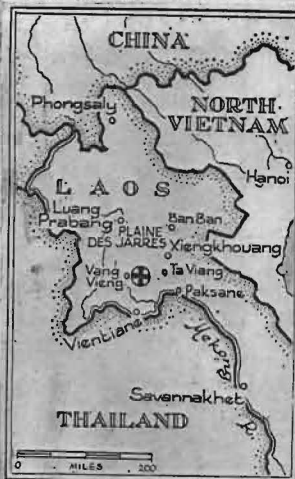 CHINA
Phongsaly
NORTH
VIETNAM
Hanoi
LAOS
Luang
Prabang
Ban Ban
PLAINE
DES JARRES
Xiengkhouang
Vang
Vieng
Ta Viang
Paksane
Vientiane
Mekong R.
Savannakhet
THAILAND
0 MILES 200